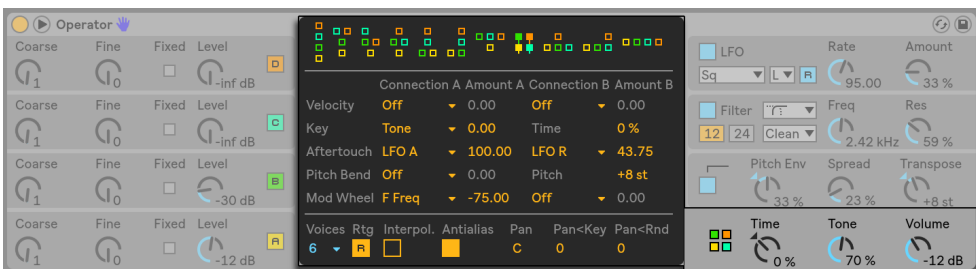 Operator
Coarse Fine Fixed Level
1 0 -inf dB D
Coarse Fine Fixed Level
1 0 -inf dB C
Coarse Fine Fixed Level
1 0 -30 dB B
Coarse Fine Fixed Level
1 0 -12 dB A
Connection A Amount A Connection B Amount B
Velocity Off 0.00 Off 0.00
Key Tone 0.00 Time 0 %
Aftertouch LFO A 100.00 LFO R 43.75
Pitch Bend Off 0.00 Pitch +8 st
Mod Wheel F Freq -75.00 Off 0.00
Voices Rtg Interpol. Antialias Pan Pan<Key Pan<Rnd
6 R C 0 0
LFO Rate Amount
Sq L R 95.00 33 %
Filter Freq Res
12 24 Clean 2.42 kHz 59 %
Pitch Env Spread Transpose
33 % 23 % +8 st
Time Tone Volume
0 % 70 % -12 dB